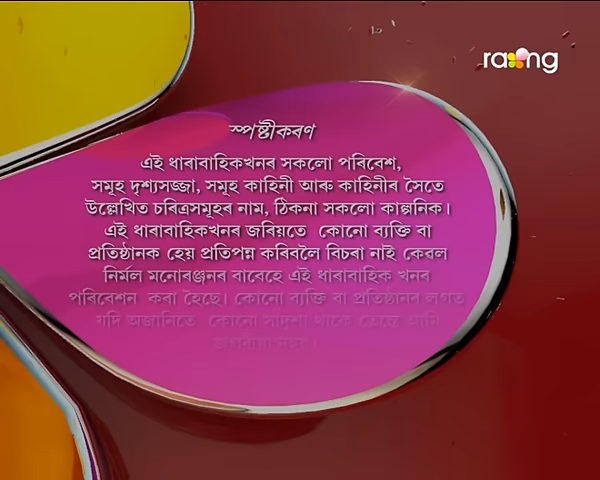 rang
স্পষ্টীকৰণ
এই ধাৰাবাহিকখনৰ সকলো পৰিবেশ,
সমূহ দৃশ্যসজ্জা, সমূহ কাহিনী আৰু কাহিনীৰ সৈতে
উল্লেখিত চৰিত্ৰসমূহৰ নাম, ঠিকনা সকলো কাল্পনিক।
এই ধাৰাবাহিকখনৰ জৰিয়তে কোনো ব্যক্তি বা
প্ৰতিষ্ঠানক হেয় প্ৰতিপন্ন কৰিবলৈ বিচৰা নাই কেৱল
নিৰ্মল মনোৰঞ্জনৰ বাবেহে এই ধাৰাবাহিক খনৰ
পৰিবেশন কৰা হৈছে। কোনো ব্যক্তি বা প্ৰতিষ্ঠানৰ লগত
যদি অজানিতে কোনো সাদৃশ্য থাকে তেন্তে আমি